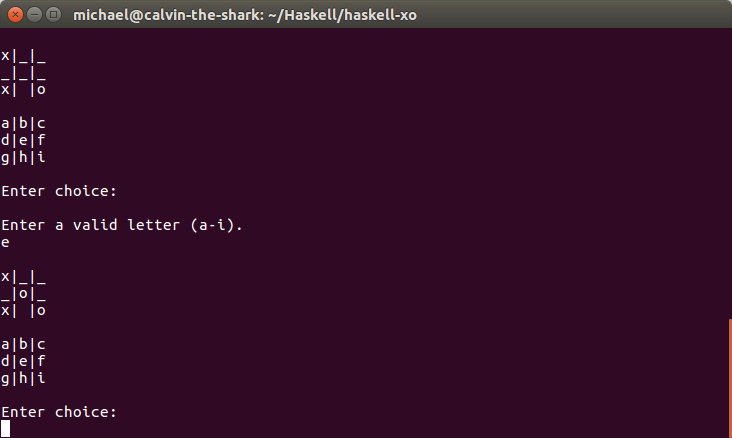 michael@calvin-the-shark: ~/Haskell/haskell-xo
x|_|_
_|_|_
x| |o
a|b|c
d|e|f
g|h|i
Enter choice:
Enter a valid letter (a-i).
e
x|_|_
_|o|_
x| |o
a|b|c
d|e|f
g|h|i
Enter choice: